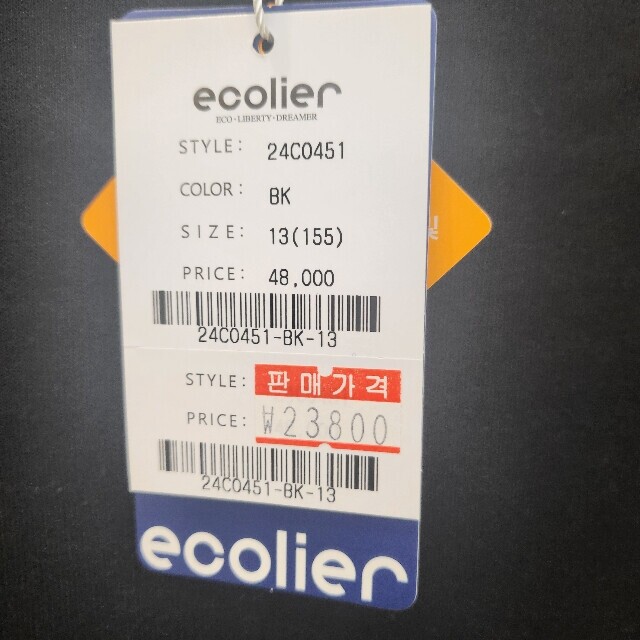 ecolier
ECO·LIBERTY·DREAMER
STYLE: 24C0451
COLOR: BK
SIZE: 13(155)
PRICE: 48,000
24C0451-BK-13
STYLE: 판매가격
PRICE: ₩23800
24C0451-BK-13
ecolier